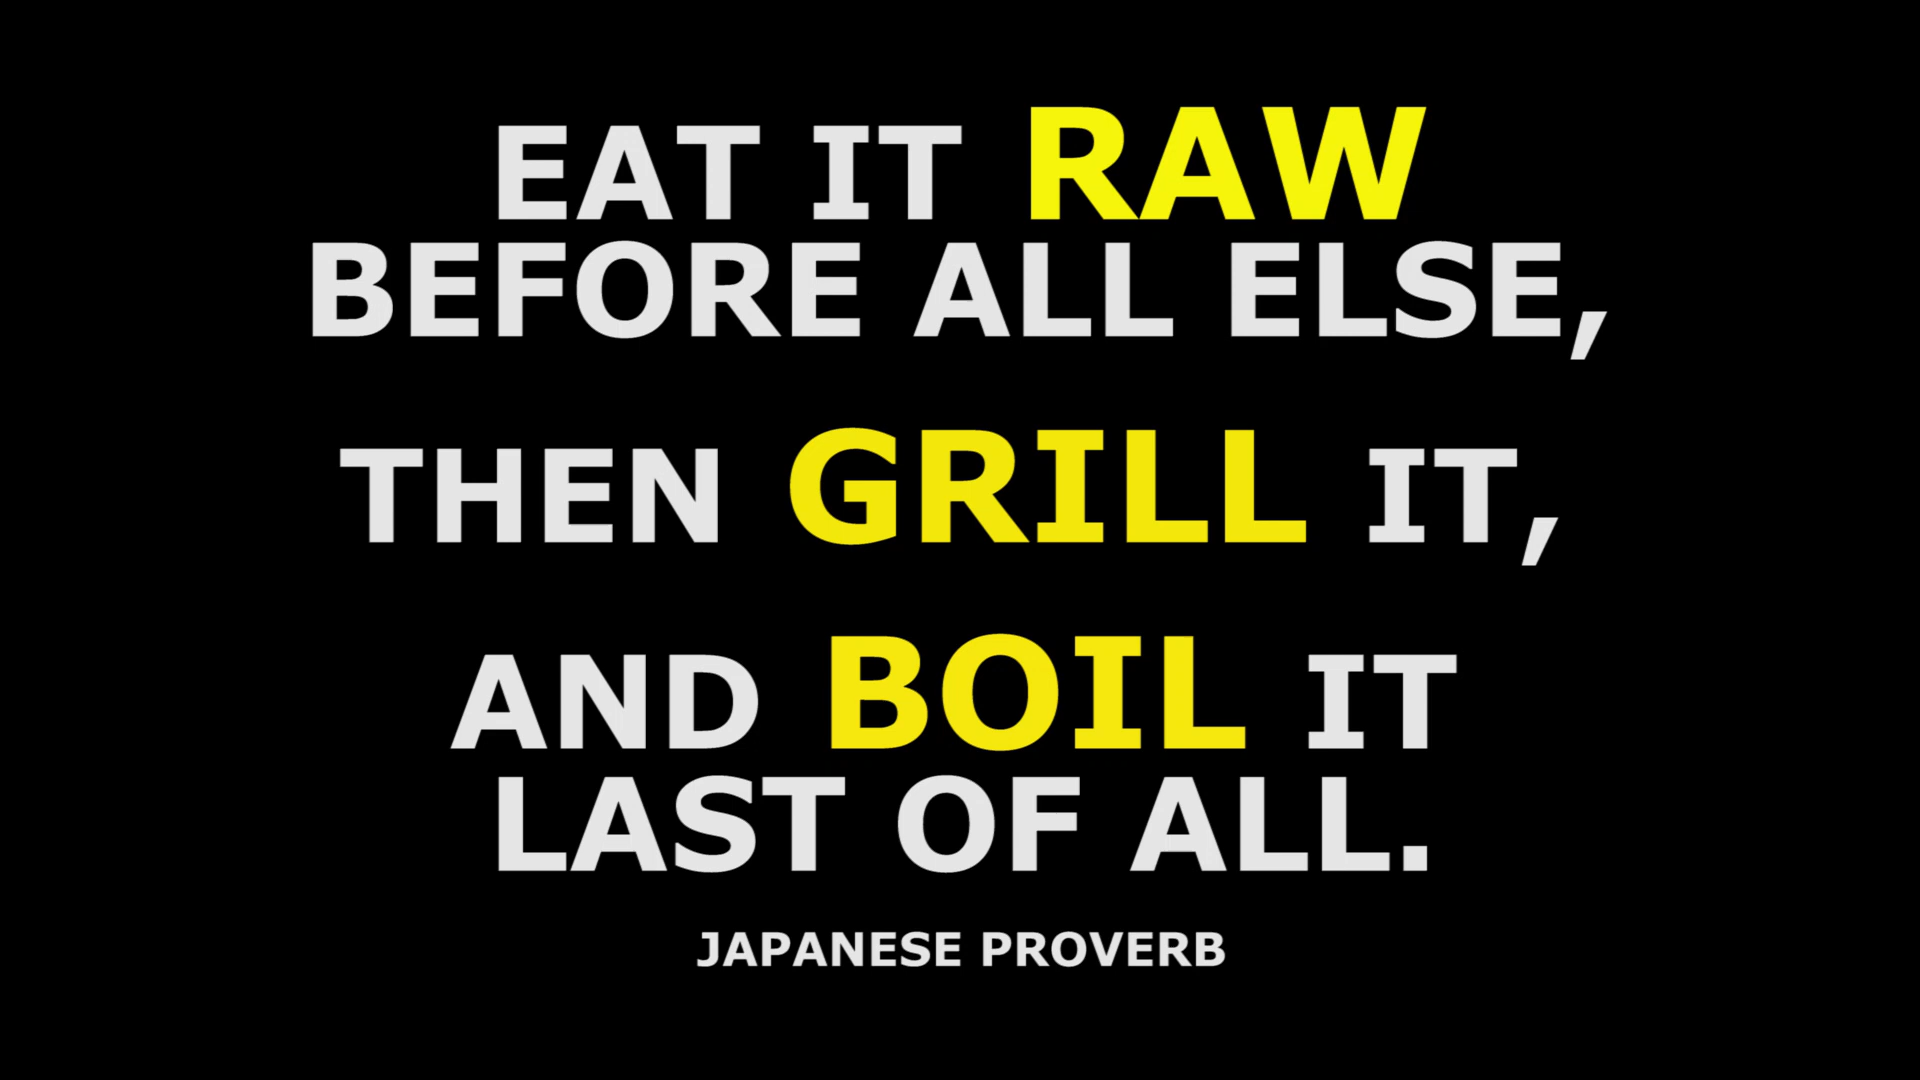 EAT IT RAW
BEFORE ALL ELSE,
THEN GRILL IT,
AND BOIL IT
LAST OF ALL.
JAPANESE PROVERB